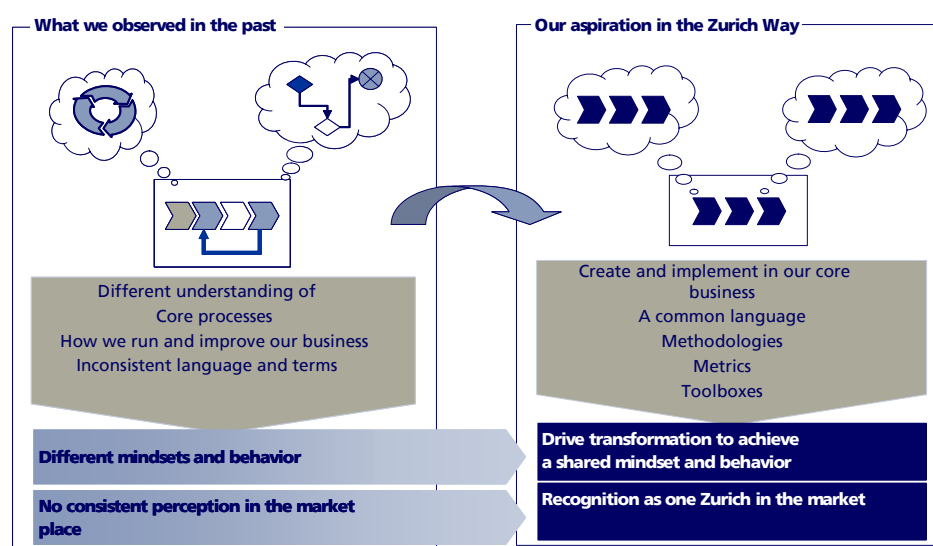 What we observed in the past
Different understanding of
Core processes
How we run and improve our business
Inconsistent language and terms
Different mindsets and behavior
No consistent perception in the market
place
Our aspiration in the Zurich Way
Create and implement in our core
business
A common language
Methodologies
Metrics
Toolboxes
Drive transformation to achieve
a shared mindset and behavior
Recognition as one Zurich in the market